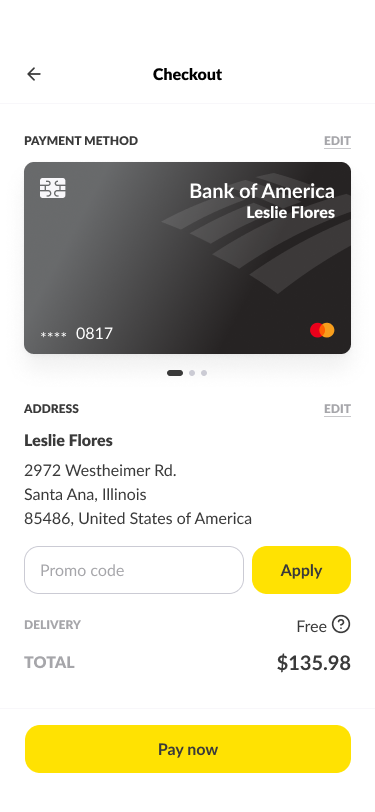 Checkout
PAYMENT METHOD
EDIT
Bank of America
Leslie Flores
**** 0817
ADDRESS
EDIT
Leslie Flores
2972 Westheimer Rd.
Santa Ana, Illinois
85486, United States of America
Promo code
Apply
DELIVERY
Free ?
TOTAL
$135.98
Pay now